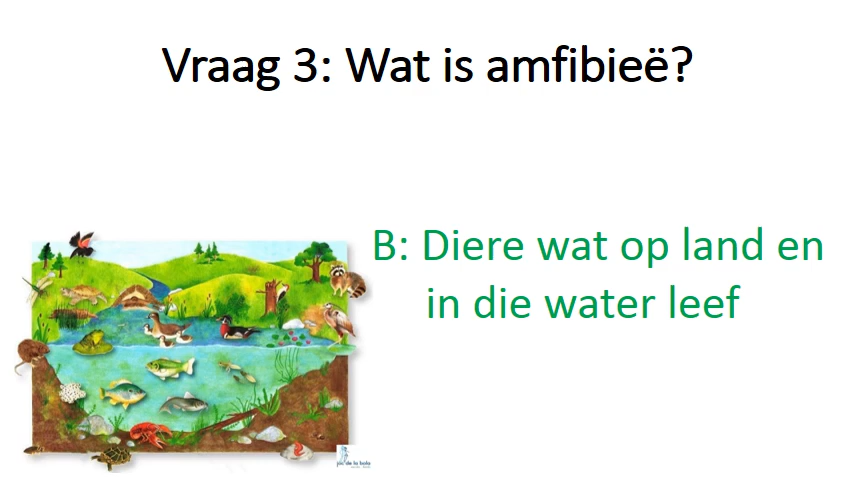 Vraag 3: Wat is amfibieë?
B: Diere wat op land en
in die water leef